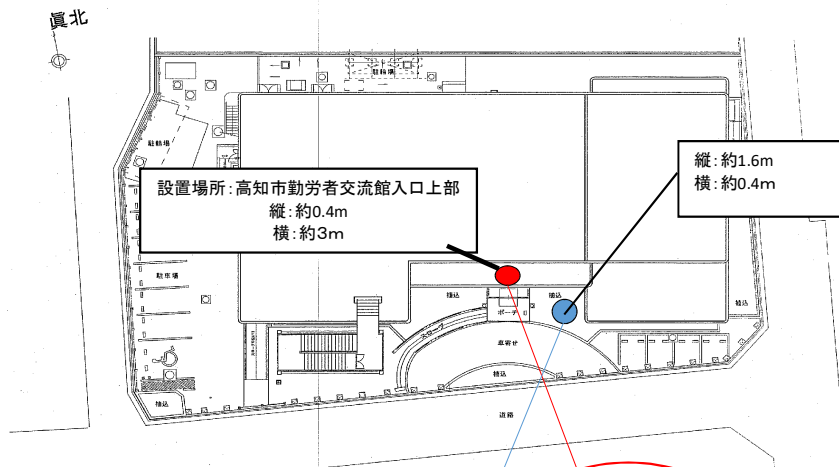 眞北
駐輪場
駐輪場
縦:約1.6m
横:約0.4m
設置場所:高知市勤労者交流館入口上部
縦:約0.4m
横:約3m
駐車場
植込
植込
植込
ポーチ
車寄せ
植込
植込
道路